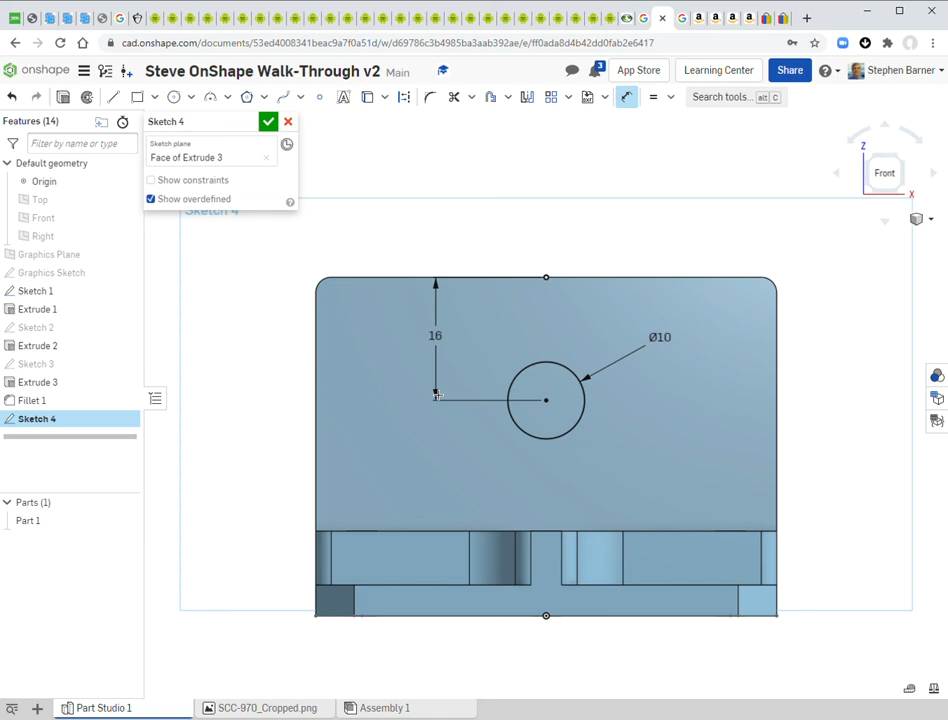 cad.onshape.com/documents/53ed4008341beac9a7f0a51d/w/d69786c3b4985ba3aab392ae/e/ff0ada8d4b42dd0fab2e6417
onshape
Steve OnShape Walk-Through v2 Main
3
App Store
Learning Center
Share
Stephen Barner
Search tools...
alt C
Features (14)
Filter by name or type
Default geometry
Origin
Top
Front
Right
Graphics Plane
Graphics Sketch
Sketch 1
Extrude 1
Sketch 2
Extrude 2
Sketch 3
Extrude 3
Fillet 1
Sketch 4
Parts (1)
Part 1
Sketch 4
Sketch plane
Face of Extrude 3
Show constraints
Show overdefined
Sketch 4
16
Ø10
Z
Front
X
Part Studio 1
SCC-970_Cropped.png
Assembly 1